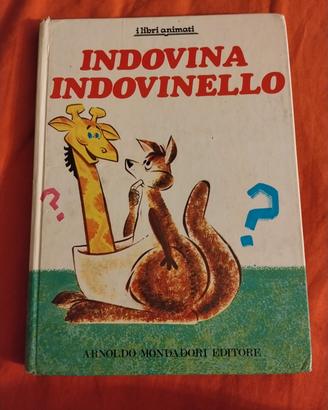 i libri animati
INDOVINA
INDOVINELLO
?
?
ARNOLDO MONDADORI EDITORE